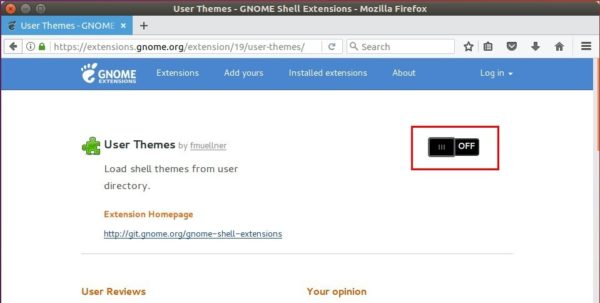 User Themes - GNOME Shell Extensions - Mozilla Firefox
User Themes - GNOME
https://extensions.gnome.org/extension/19/user-themes/
Search
GNOME
EXTENSIONS
Extensions
Add yours
Installed extensions
About
Log in
User Themes by fmuellner
OFF
Load shell themes from user
directory.
Extension Homepage
http://git.gnome.org/gnome-shell-extensions
User Reviews
Your opinion